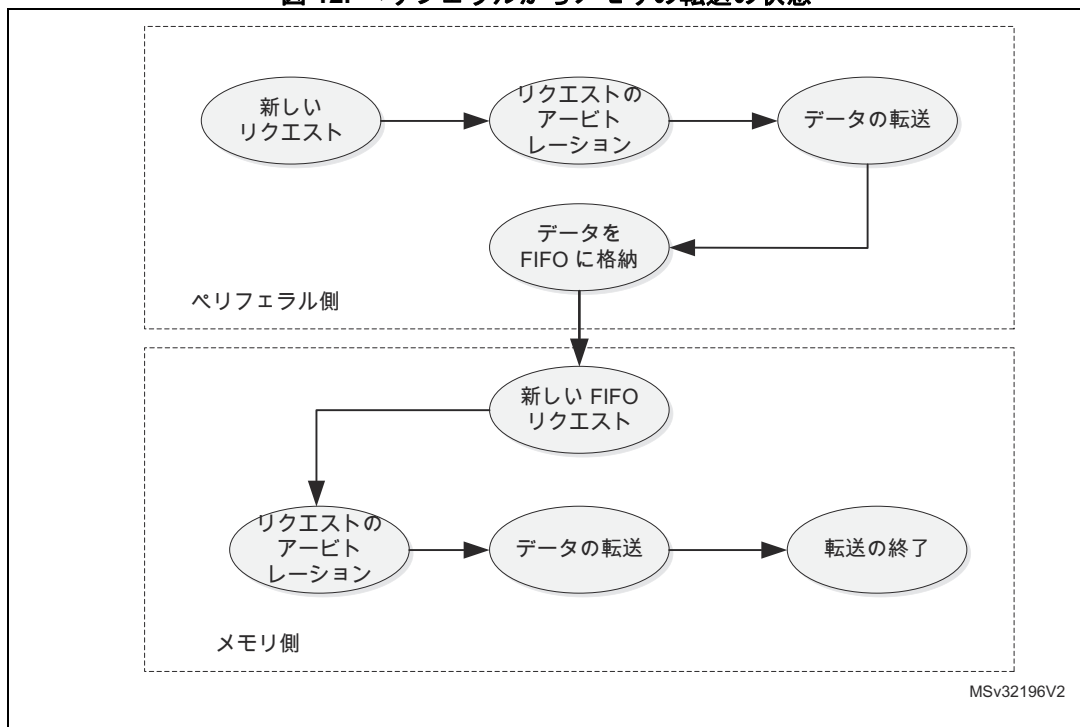 新しい
リクエスト
リクエストの
アービト
レーション
データの転送
データを
FIFO に格納
ペリフェラル側
新しい FIFO
リクエスト
リクエストの
アービト
レーション
データの転送
転送の終了
メモリ側
MSv32196V2